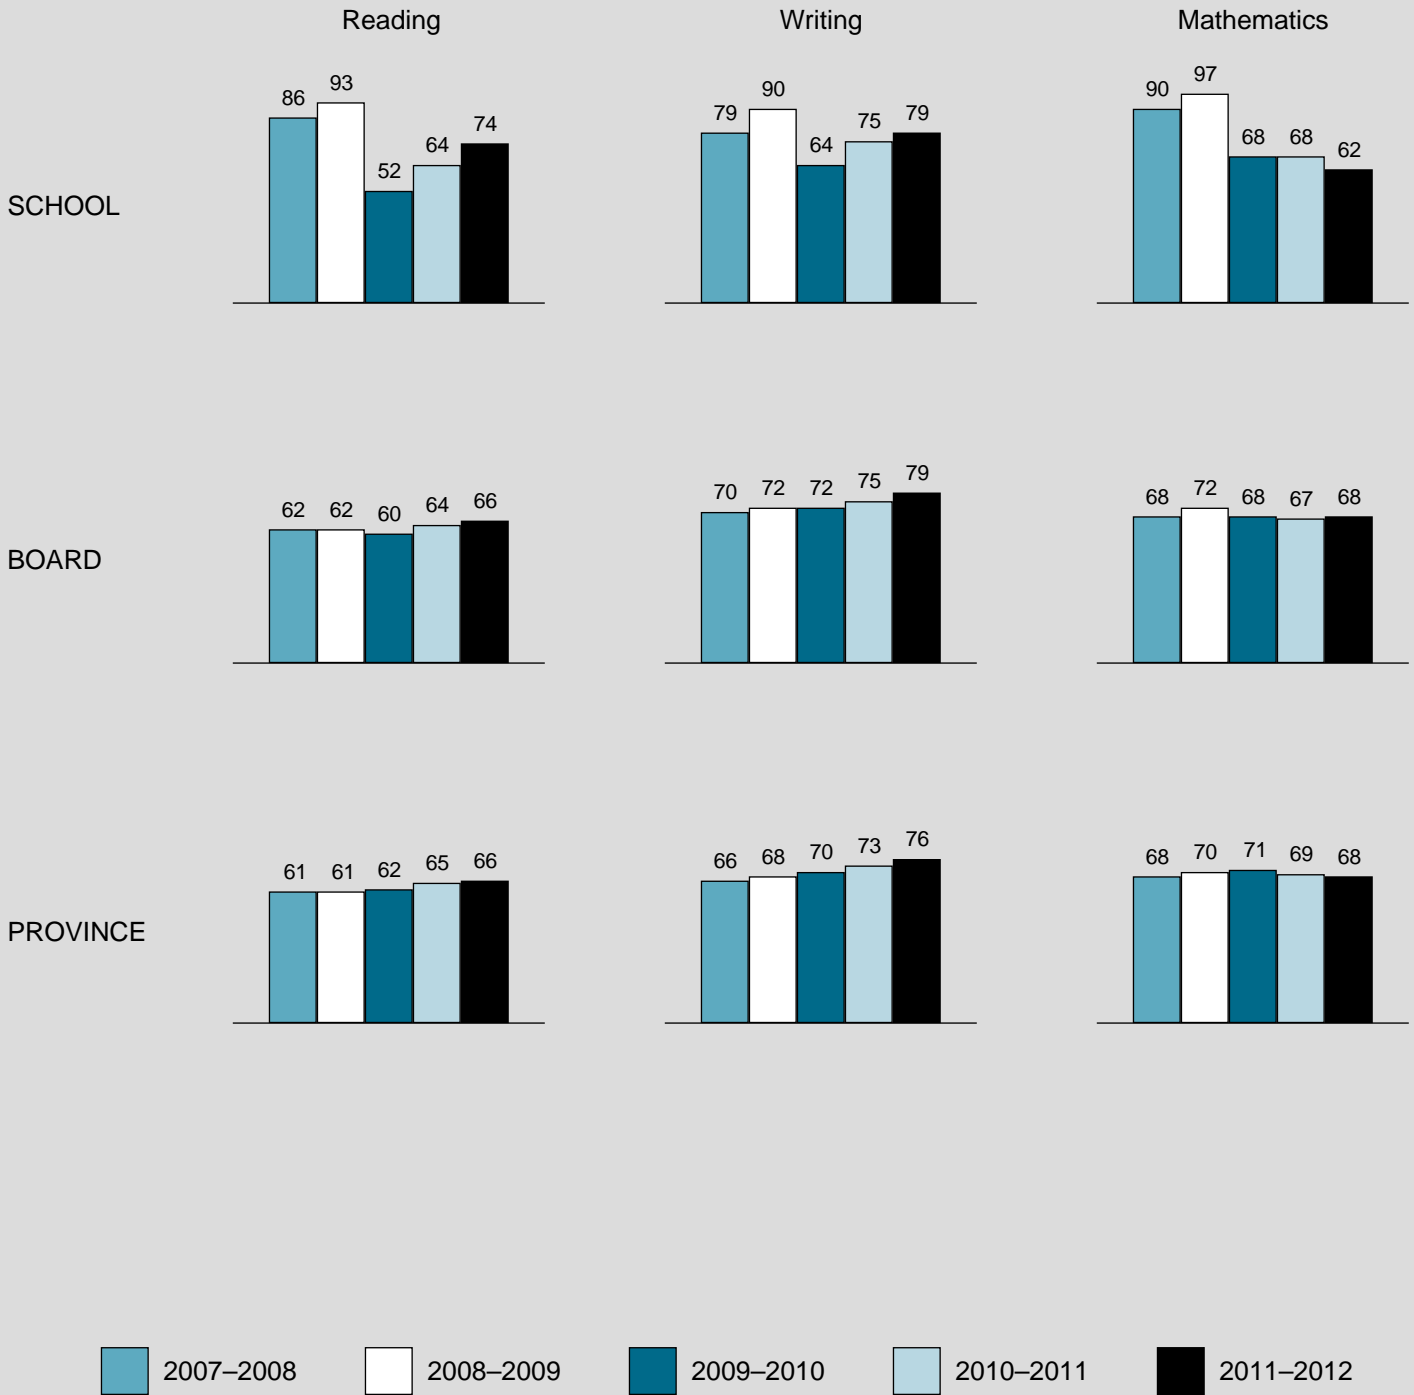 Reading Writing Mathematics
SCHOOL
86 93 52 64 74
79 90 64 75 79
90 97 68 68 62
BOARD
62 62 60 64 66
70 72 72 75 79
68 72 68 67 68
PROVINCE
61 61 62 65 66
66 68 70 73 76
68 70 71 69 68
2007–2008 2008–2009 2009–2010 2010–2011 2011–2012